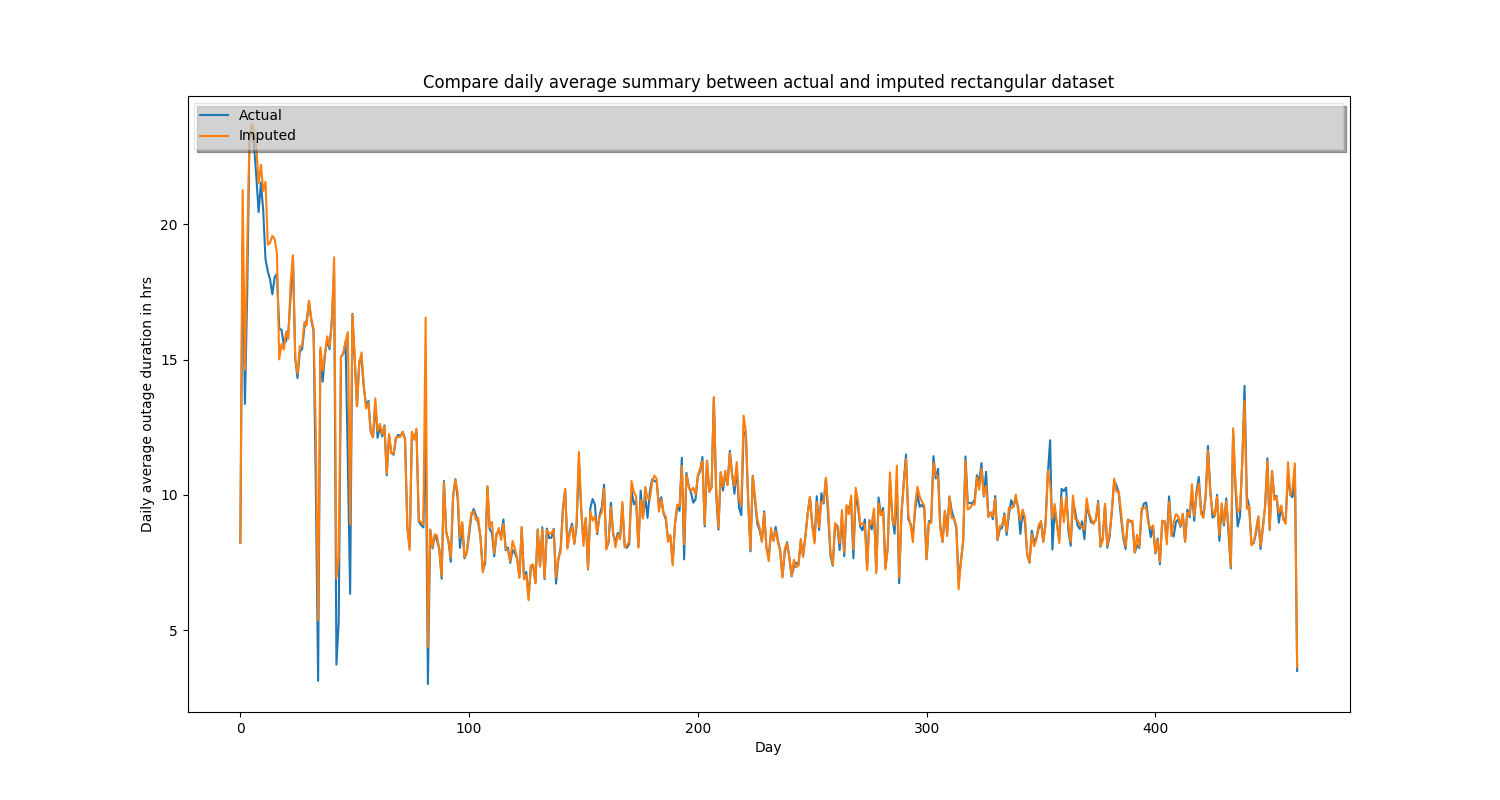 Compare daily average summary between actual and imputed rectangular dataset
Actual
Imputed
Daily average outage duration in hrs
20
15
10
5
0
100
200
300
400
Day